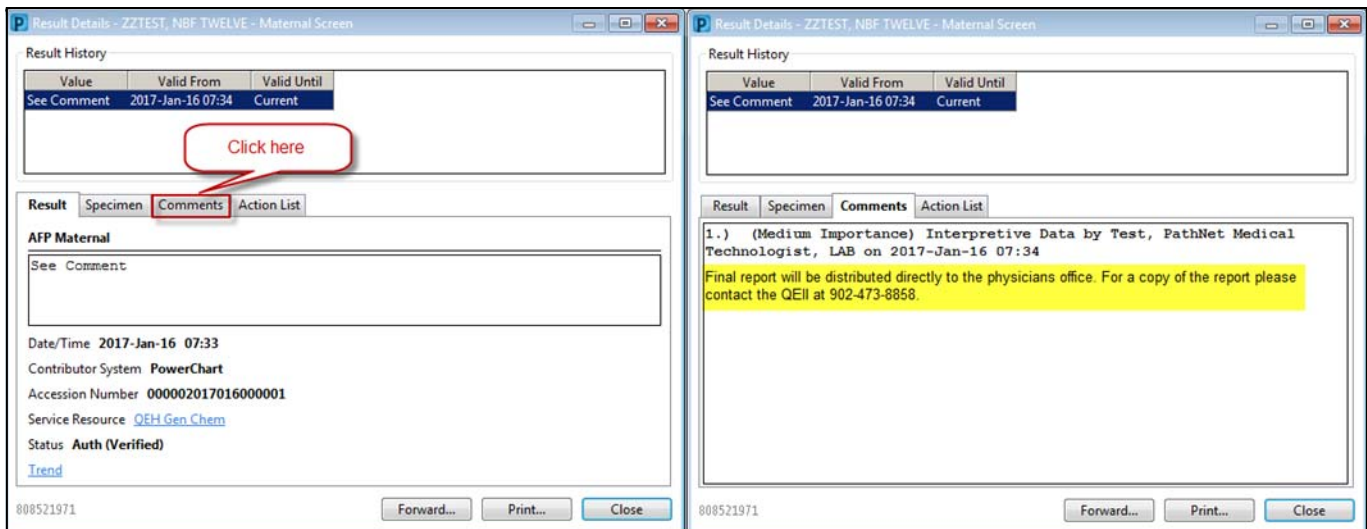 Result Details - ZZTEST, NBF TWELVE - Maternal Screen
Result History
Value Valid From Valid Until
See Comment 2017-Jan-16 07:34 Current
Click here
Result Specimen Comments Action List
AFP Maternal
See Comment
Date/Time 2017-Jan-16 07:33
Contributor System PowerChart
Accession Number 000002017016000001
Service Resource QEH Gen Chem
Status Auth (Verified)
Trend
808521971 Forward... Print... Close
Result Details - ZZTEST, NBF TWELVE - Maternal Screen
Result History
Value Valid From Valid Until
See Comment 2017-Jan-16 07:34 Current
Result Specimen Comments Action List
1.) (Medium Importance) Interpretive Data by Test, PathNet Medical
Technologist, LAB on 2017-Jan-16 07:34
Final report will be distributed directly to the physicians office. For a copy of the report please
contact the QEII at 902-473-8858.
808521971 Forward... Print... Close